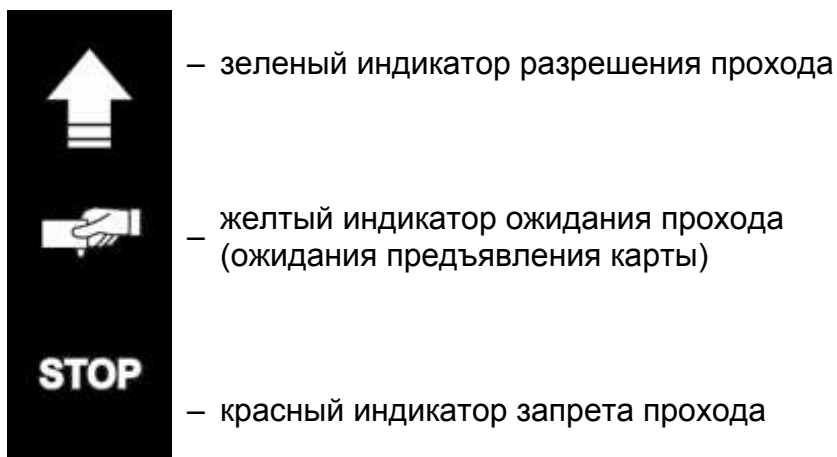 – зеленый индикатор разрешения прохода
– желтый индикатор ожидания прохода
(ожидания предъявления карты)
STOP
– красный индикатор запрета прохода